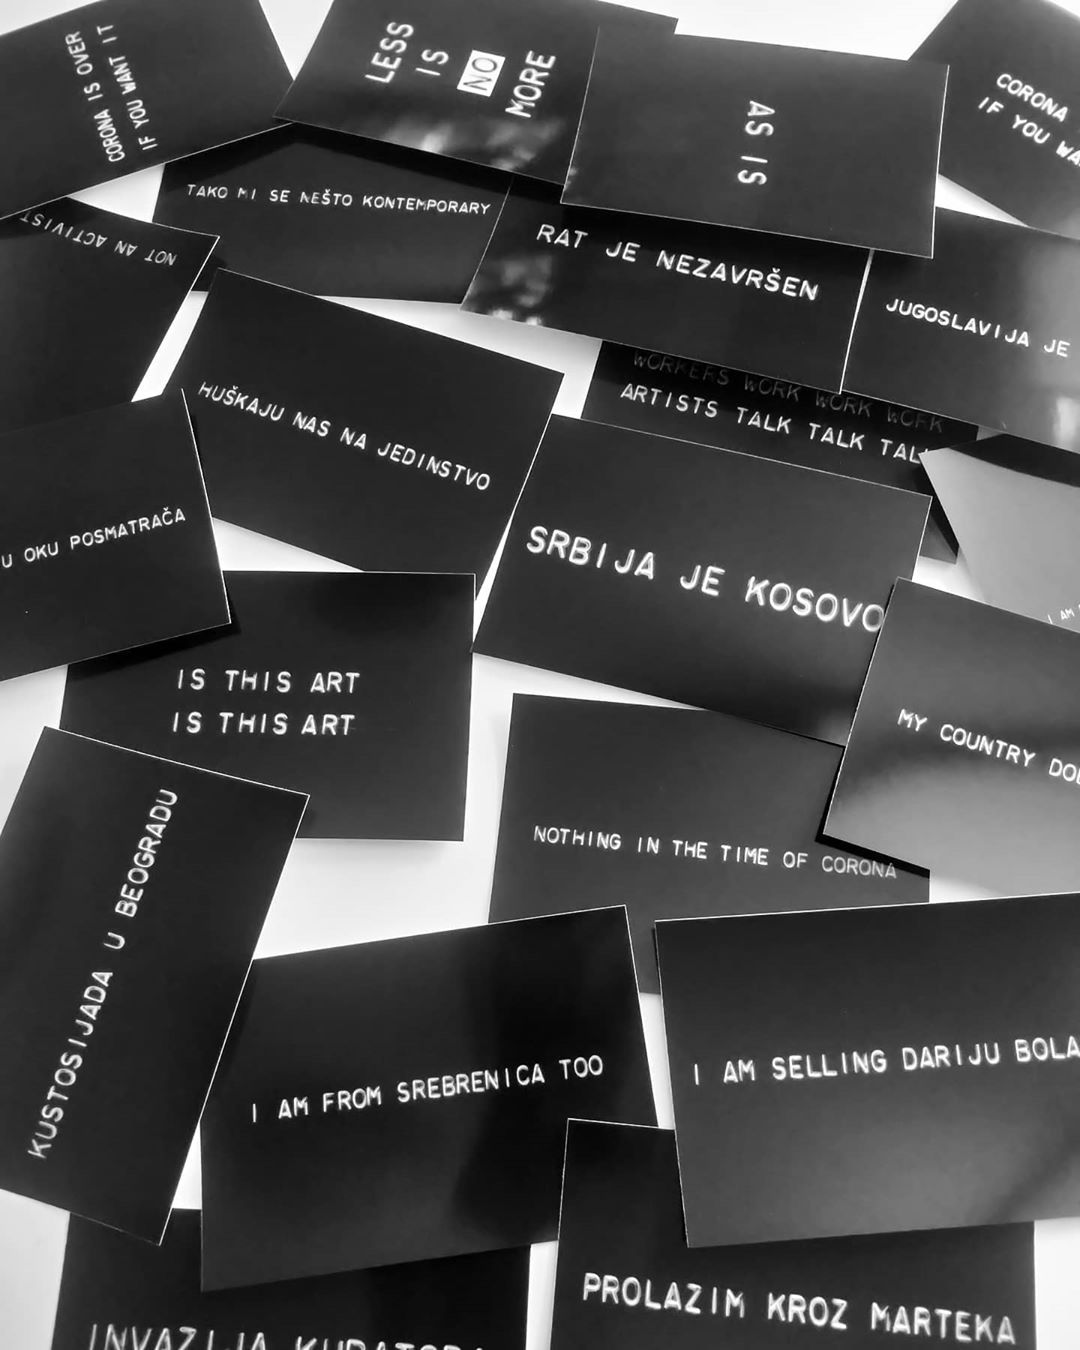 CORONA IS OVER
IF YOU WANT IT
LESS
IS
NO
MORE
AS IS
CORONA
IF YOU
TAKO MI SE NEŠTO KONTEMPORARY
NOT AN ACTIVIST
RAT JE NEZAVRŠEN
JUGOSLAVIJA JE
WORKERS WORK WORK WORK
ARTISTS TALK TALK TALK
HUŠKAJU NAS NA JEDINSTVO
U OKU POSMATRAČA
SRBIJA JE KOSOVO
I AM
IS THIS ART
IS THIS ART
MY COUNTRY
KUSTOSIJADA U BEOGRADU
NOTHING IN THE TIME OF CORONA
I AM FROM SREBRENICA TOO
I AM SELLING DARIJU BOLA
PROLAZIM KROZ MARTEKA
INVAZIJA